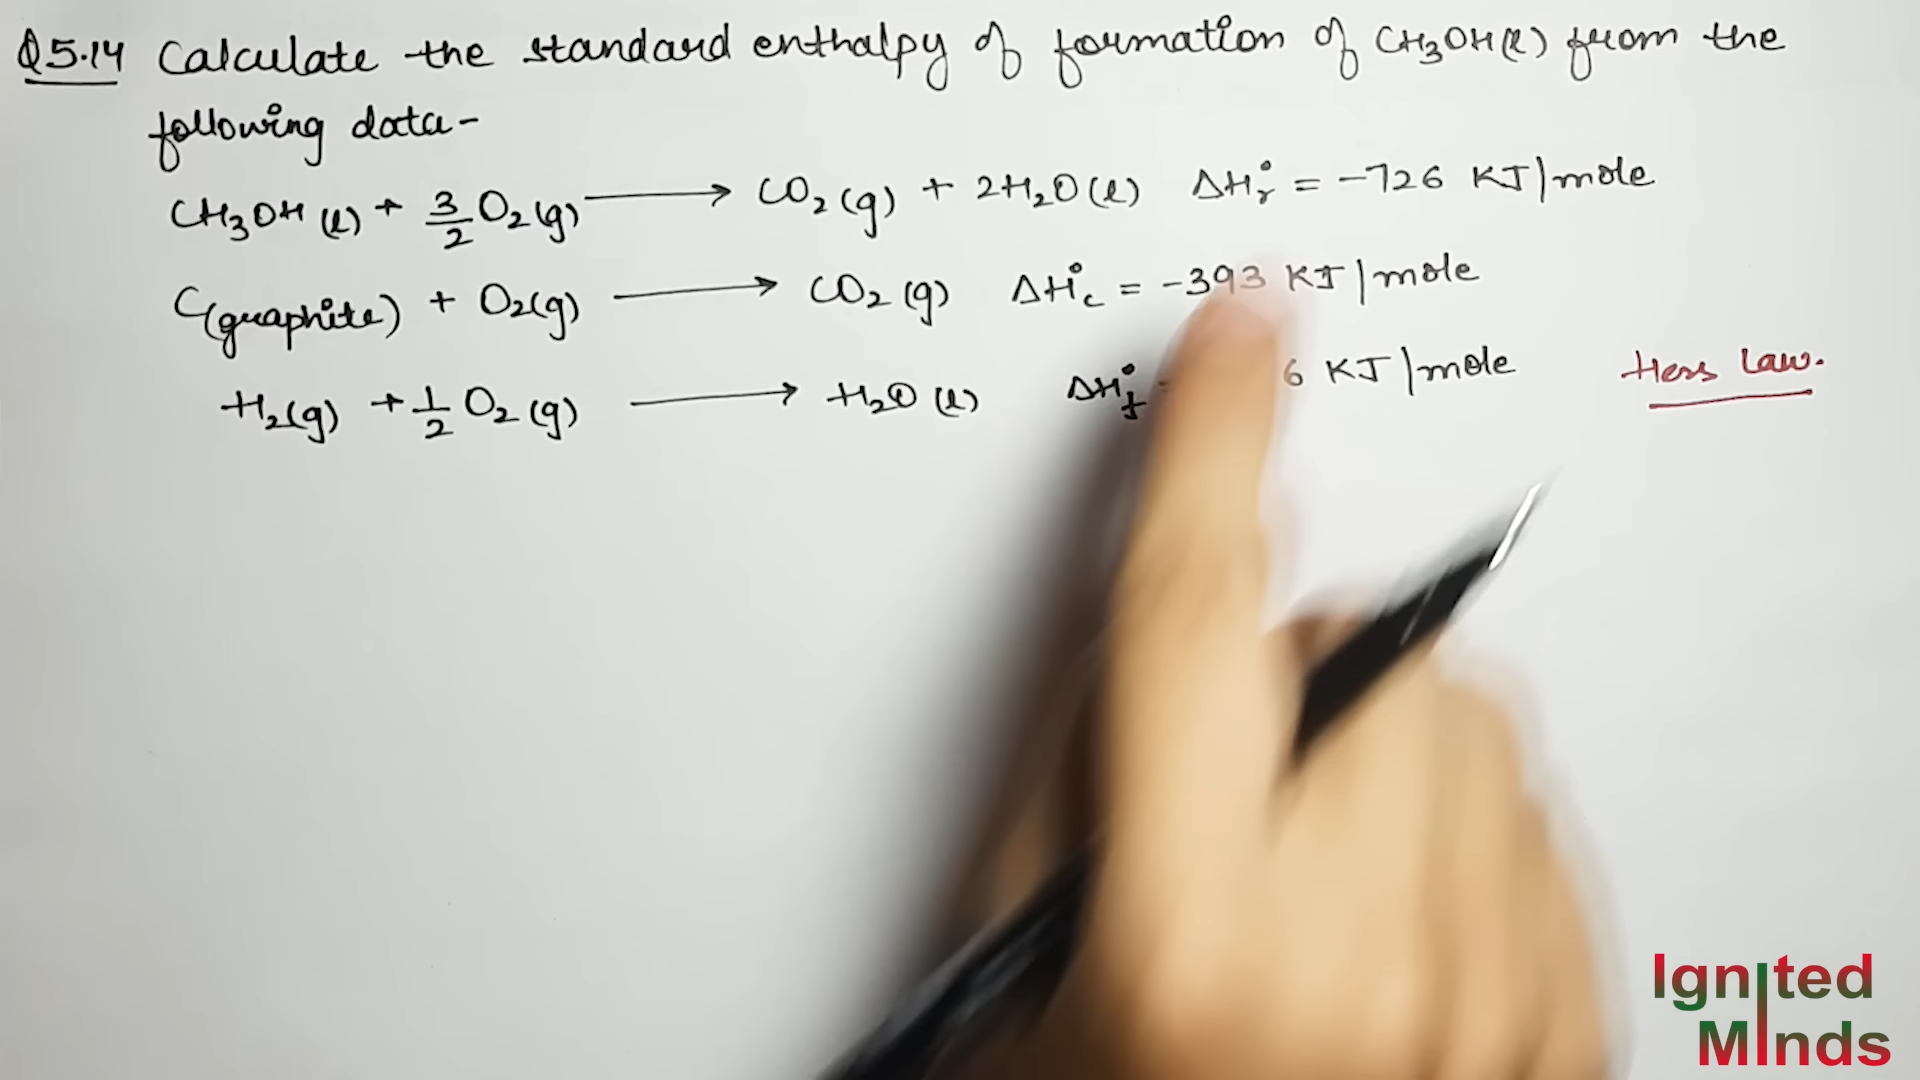 Q5.14 Calculate the standard enthalpy of formation of CH₃OH(l) from the
following data-
CH₃OH(l) + 3/2 O₂(g) ⟶ CO₂(g) + 2H₂O(l) ΔH°r = -726 KJ/mole
C(graphite) + O₂(g) ⟶ CO₂(g) ΔH°c = -393 KJ/mole
H₂(g) + 1/2 O₂(g) ⟶ H₂O(l) ΔH°f = 6 KJ/mole
Hess Law.
Ignited
Minds